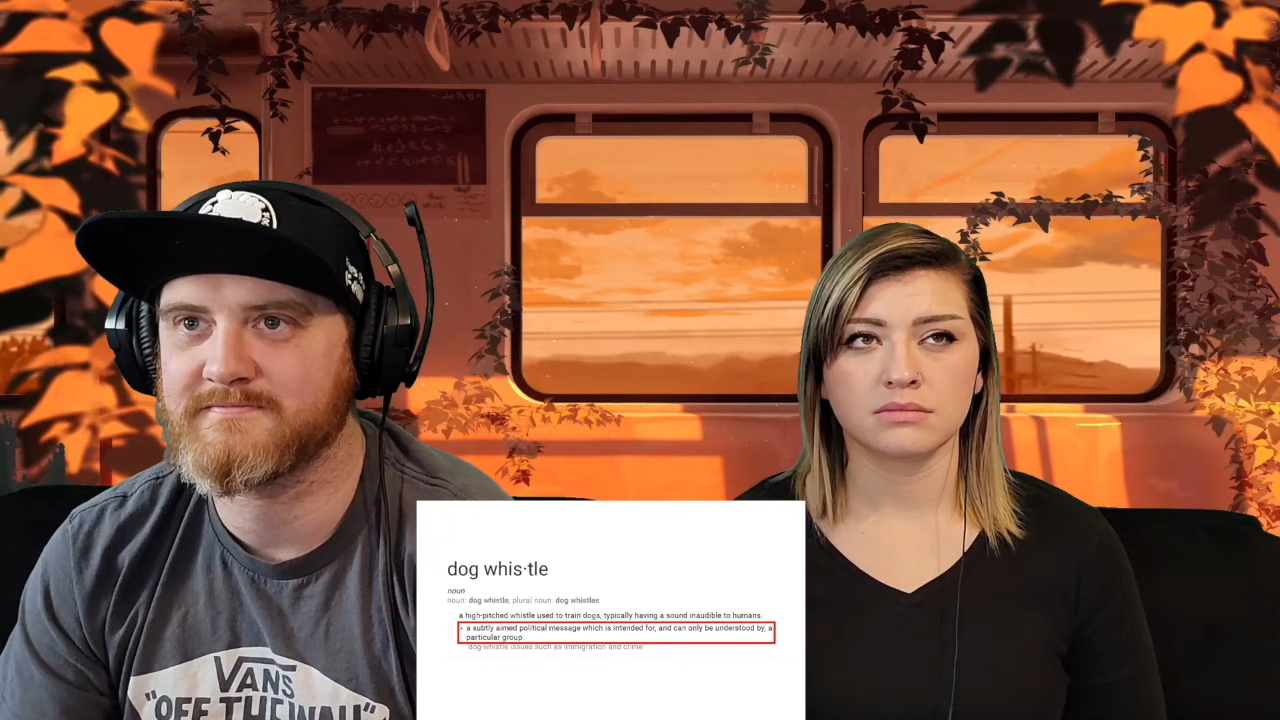 dog whis·tle
noun
noun: dog whistle; plural noun: dog whistles
a high-pitched whistle used to train dogs, typically having a sound inaudible to humans.
• a subtly aimed political message which is intended for, and can only be understood by, a
particular group.
"dog-whistle issues such as immigration and crime"
VANS
"OFF THE WALL"